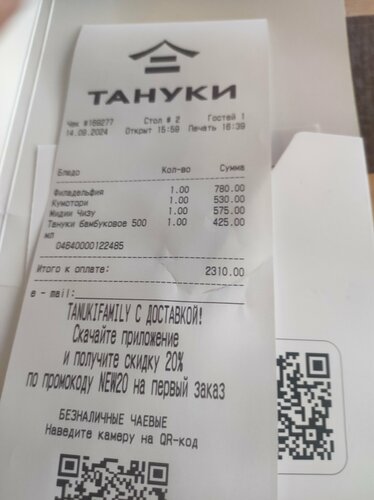 ТАНУКИ
Чек #169277 Стол # 2 Гостей 1
14.09.2024 Открыт 15:59 Печать 16:39
Блюдо Кол-во Сумма
Филадельфия 1.00 780.00
Кумотори 1.00 530.00
Мидии Чизу 1.00 575.00
Тануки бамбуковое 500 1.00 425.00
мл
04640000122485
Итого к оплате: 2310.00
e - mail:
TANUKIFAMILY С ДОСТАВКОЙ!
Скачайте приложение
и получите скидку 20%
по промокоду NEW20 на первый заказ
БЕЗНАЛИЧНЫЕ ЧАЕВЫЕ
Наведите камеру на QR-код